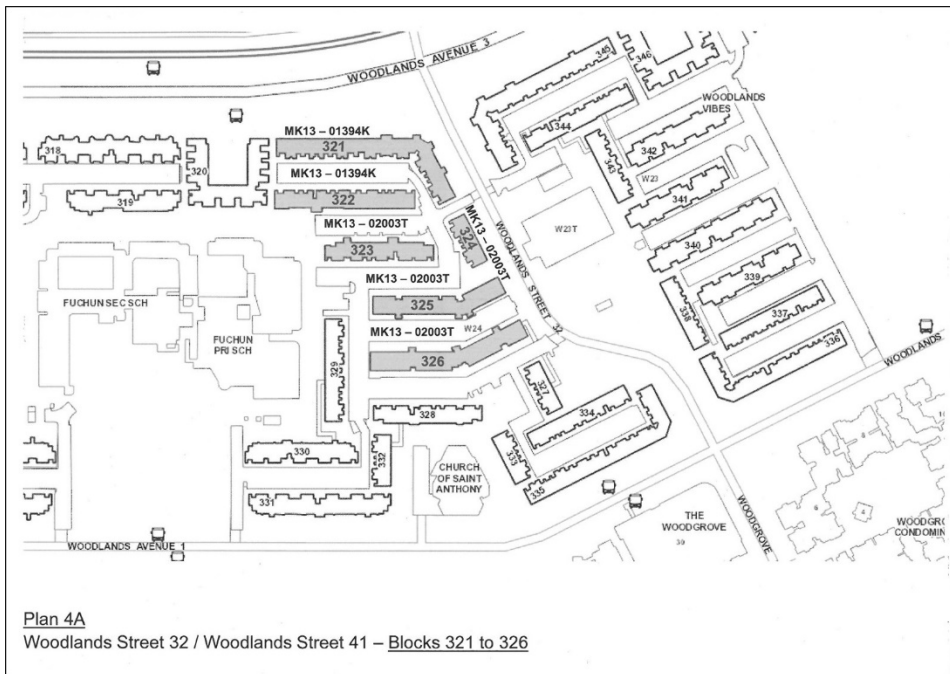 WOODLANDS AVENUE 3
345
346
WOODLANDS
VIBES
344
342
343
W23
341
340
339
338
337
336
WOODLANDS
318
320
319
MK13 – 01394K
321
MK13 – 01394K
322
MK13 – 02003T
323
324
MK13 – 02003T
WOODLANDS STREET 32
W23T
MK13 – 02003T
325
MK13 – 02003T
W24
326
FUCHUN SEC SCH
FUCHUN
PRI SCH
329
327
328
334
330
332
333
335
331
CHURCH
OF SAINT
ANTHONY
THE
WOODGROVE
30
WOODGROVE
WOODGRO
CONDOMIN
WOODLANDS AVENUE 1
Plan 4A
Woodlands Street 32 / Woodlands Street 41 – Blocks 321 to 326